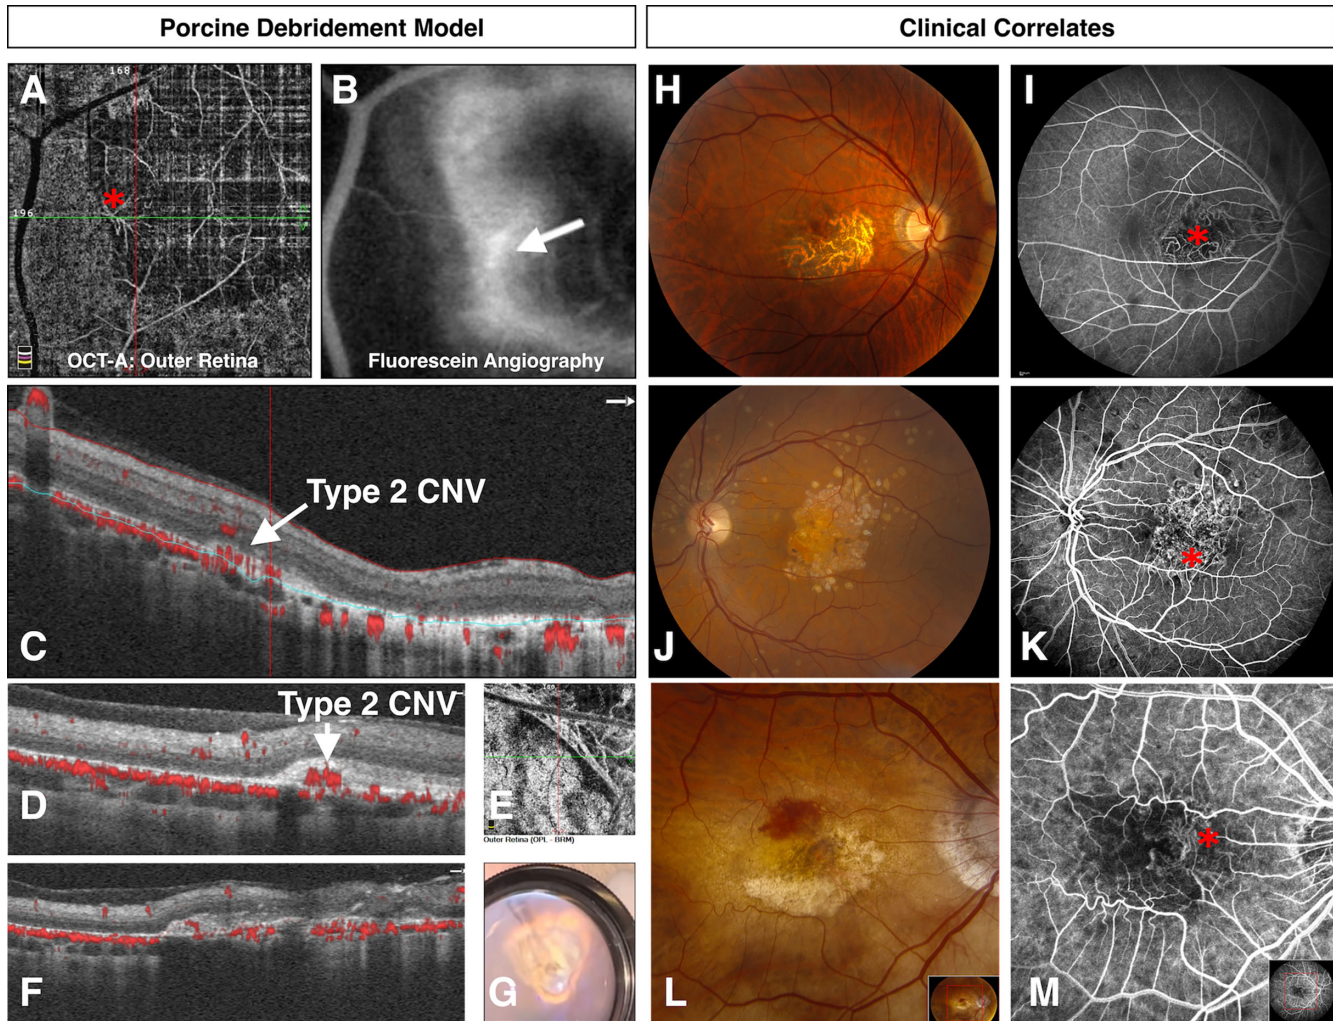 Porcine Debridement Model
Clinical Correlates
A
168
196
OCT-A: Outer Retina
B
Fluorescein Angiography
H
I
Type 2 CNV
C
J
K
Type 2 CNV
D
E
Outer Retina (OPL - BRM)
F
G
L
M